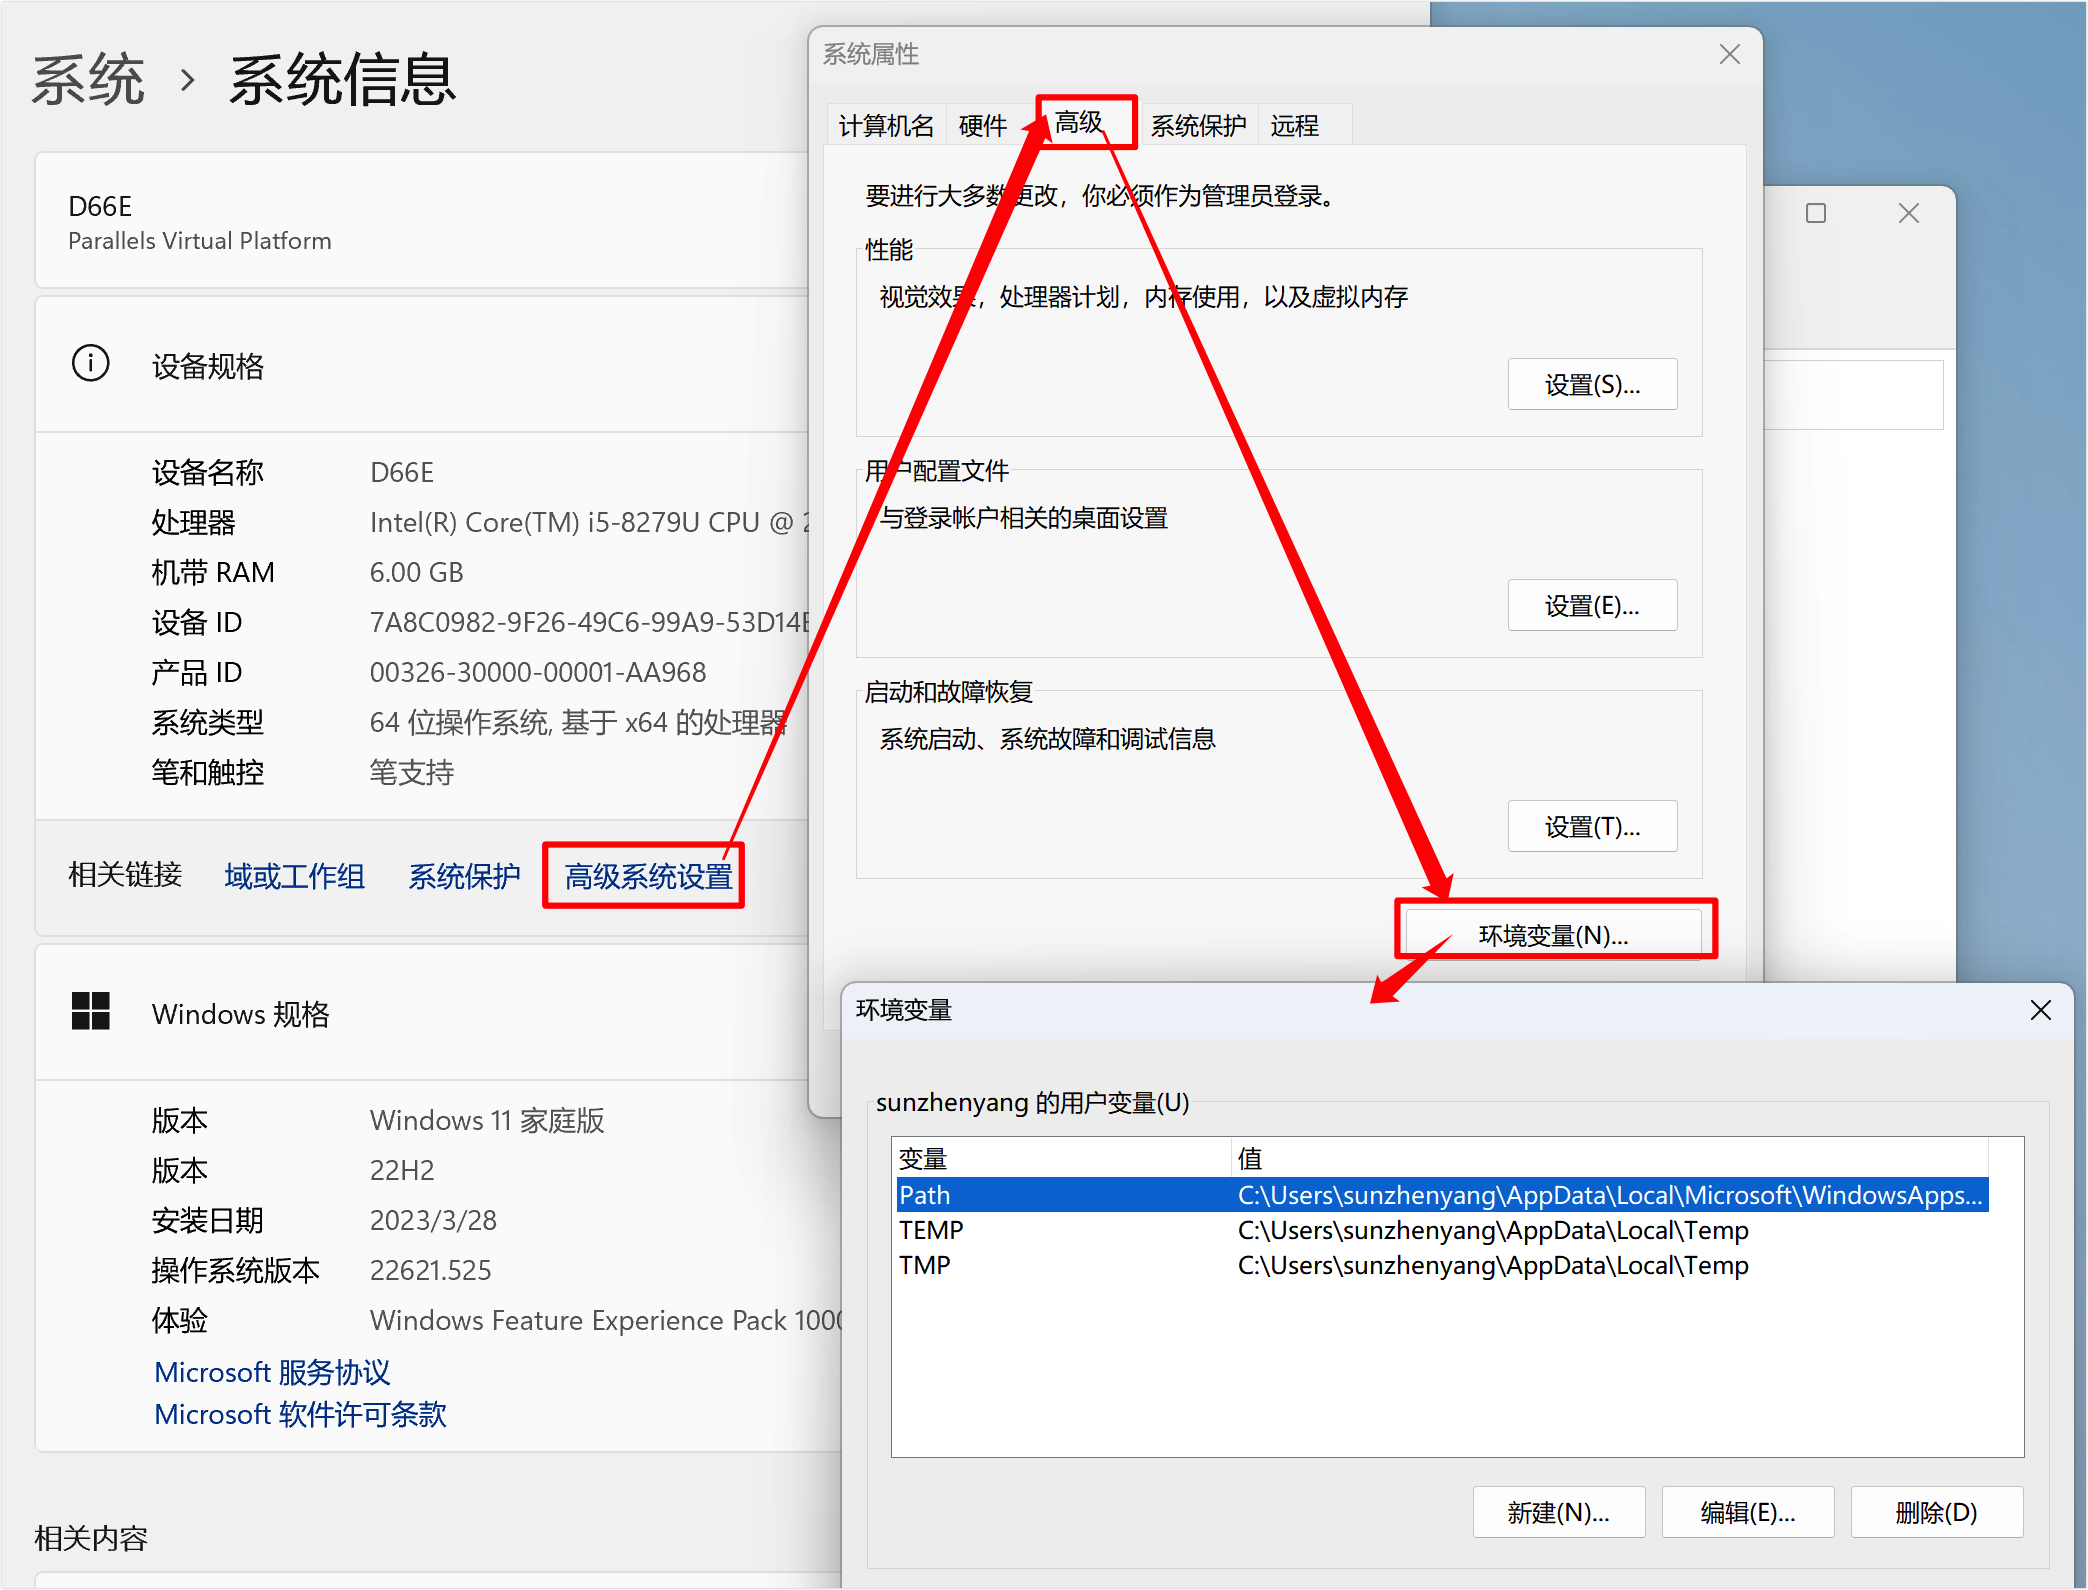 系统 › 系统信息
D66E
Parallels Virtual Platform
设备规格
设备名称 D66E
处理器 Intel(R) Core(TM) i5-8279U CPU @
机带 RAM 6.00 GB
设备 ID 7A8C0982-9F26-49C6-99A9-53D14
产品 ID 00326-30000-00001-AA968
系统类型 64 位操作系统, 基于 x64 的处理器
笔和触控 笔支持
相关链接 域或工作组 系统保护 高级系统设置
Windows 规格
版本 Windows 11 家庭版
版本 22H2
安装日期 2023/3/28
操作系统版本 22621.525
体验 Windows Feature Experience Pack 100
Microsoft 服务协议
Microsoft 软件许可条款
相关内容
系统属性
计算机名 硬件 高级 系统保护 远程
要进行大多数更改，你必须作为管理员登录。
性能
视觉效果，处理器计划，内存使用，以及虚拟内存
设置(S)...
用户配置文件
与登录帐户相关的桌面设置
设置(E)...
启动和故障恢复
系统启动、系统故障和调试信息
设置(T)...
环境变量(N)...
环境变量
sunzhenyang 的用户变量(U)
变量 值
Path C:\Users\sunzhenyang\AppData\Local\Microsoft\WindowsApps...
TEMP C:\Users\sunzhenyang\AppData\Local\Temp
TMP C:\Users\sunzhenyang\AppData\Local\Temp
新建(N)... 编辑(E)... 删除(D)